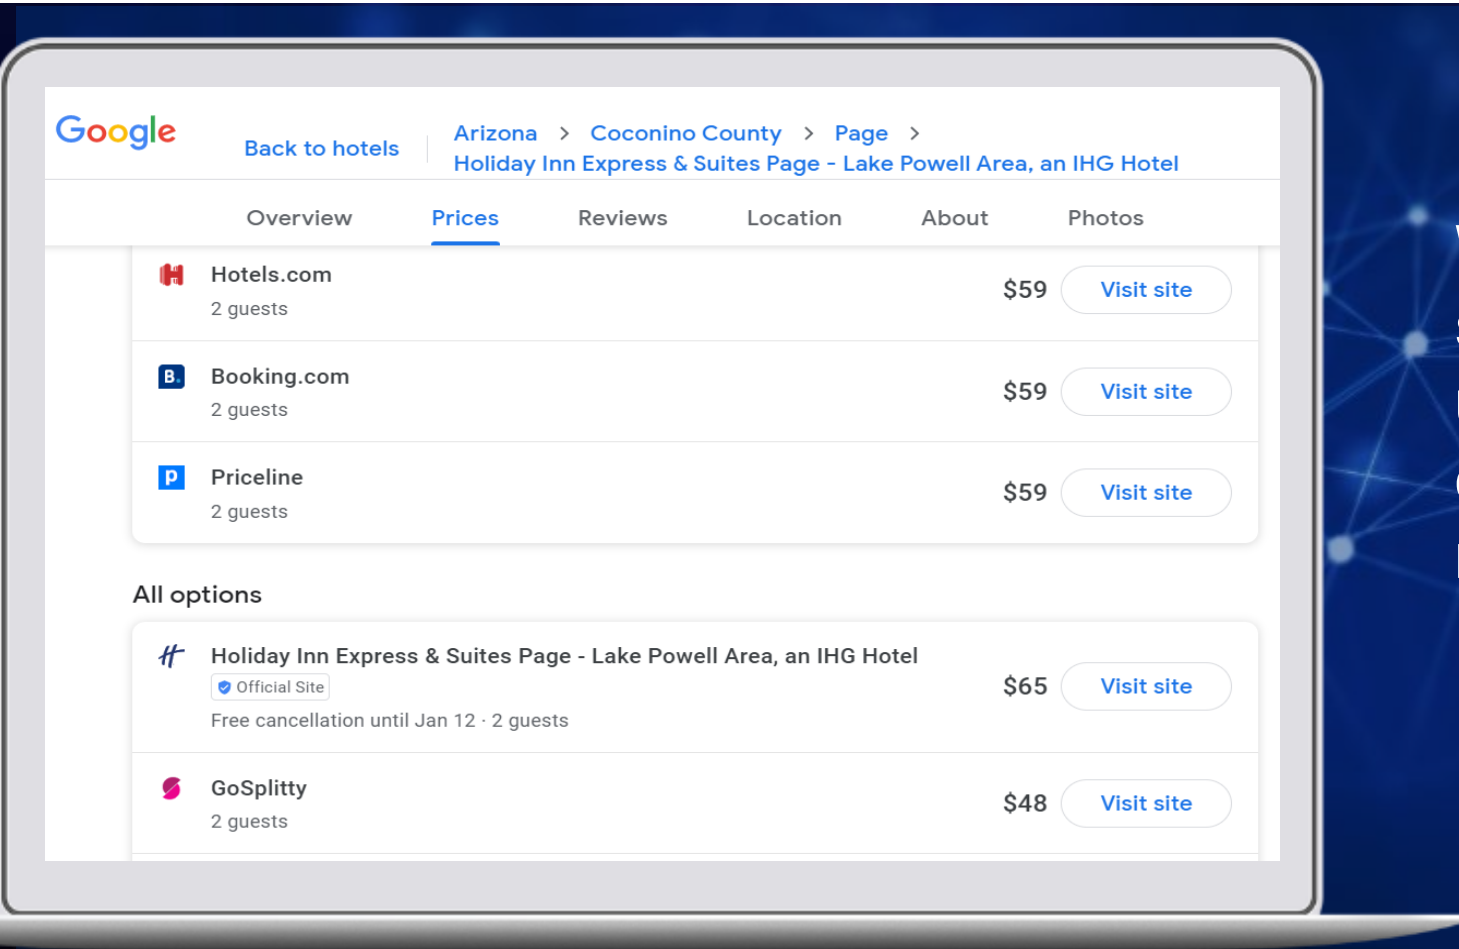 Google
Back to hotels
Arizona > Coconino County > Page >
Holiday Inn Express & Suites Page - Lake Powell Area, an IHG Hotel
Overview Prices Reviews Location About Photos
Hotels.com
2 guests
$59 Visit site
B. Booking.com
2 guests
$59 Visit site
p Priceline
2 guests
$59 Visit site
All options
H Holiday Inn Express & Suites Page - Lake Powell Area, an IHG Hotel
Official Site
Free cancellation until Jan 12 · 2 guests
$65 Visit site
GoSplitty
2 guests
$48 Visit site